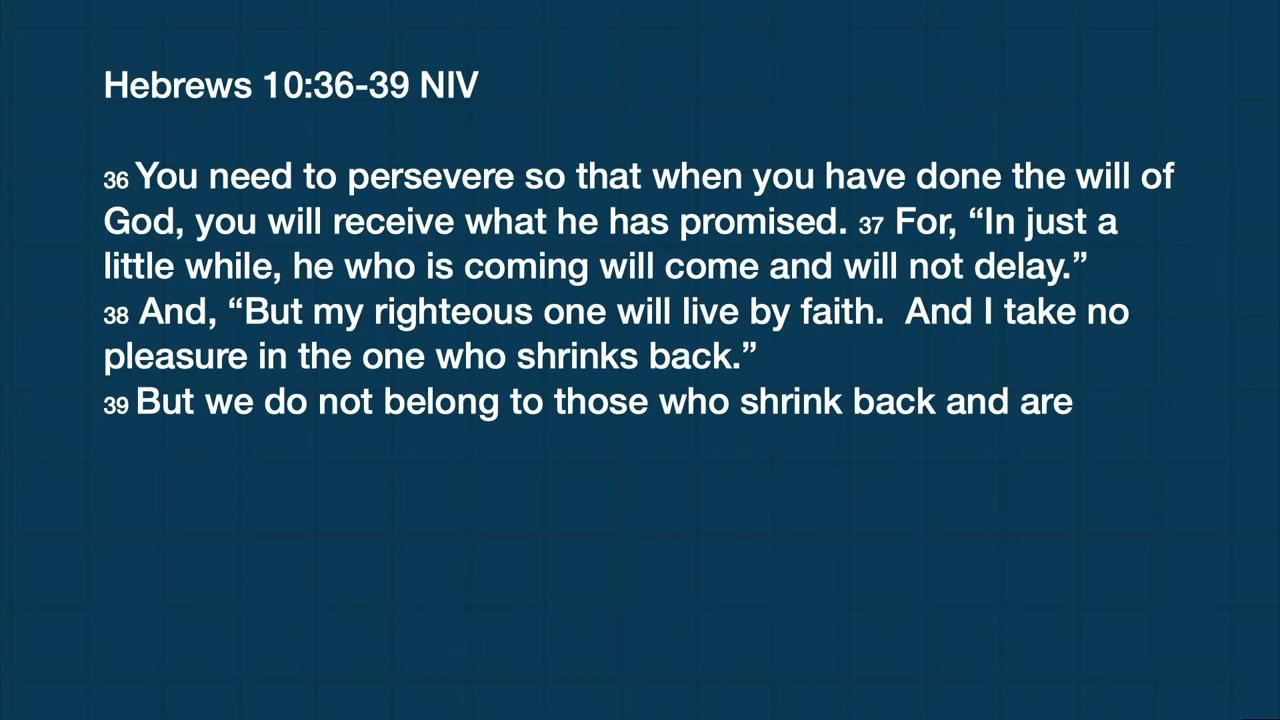 Hebrews 10:36-39 NIV
36 You need to persevere so that when you have done the will of
God, you will receive what he has promised. 37 For, “In just a
little while, he who is coming will come and will not delay.”
38 And, “But my righteous one will live by faith.  And I take no
pleasure in the one who shrinks back.”
39 But we do not belong to those who shrink back and are